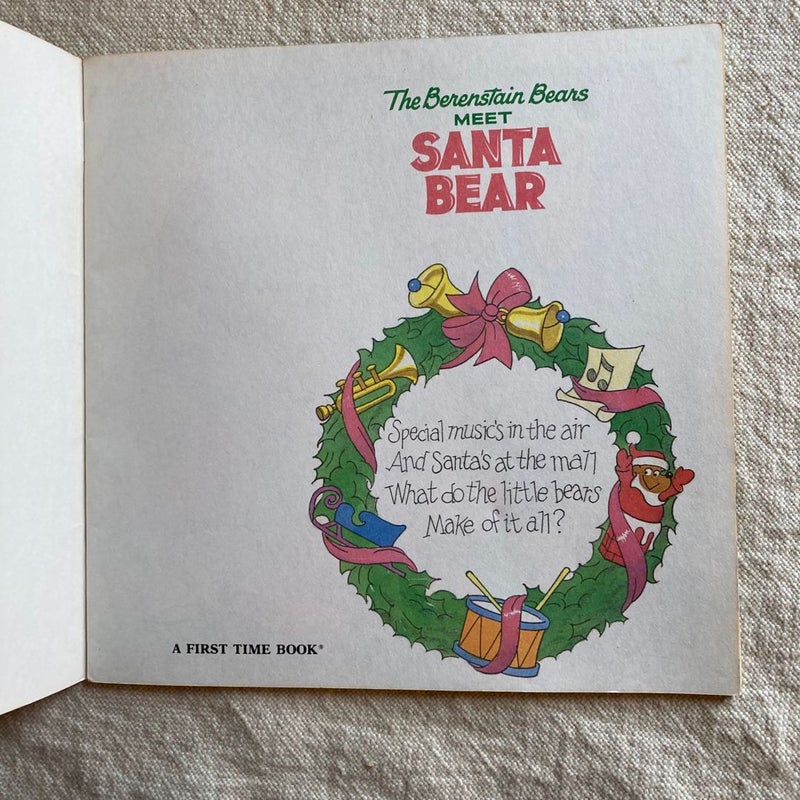 The Berenstain Bears
MEET
SANTA
BEAR
Special music's in the air
And Santa's at the mall
What do the little bears
Make of it all?
A FIRST TIME BOOK®